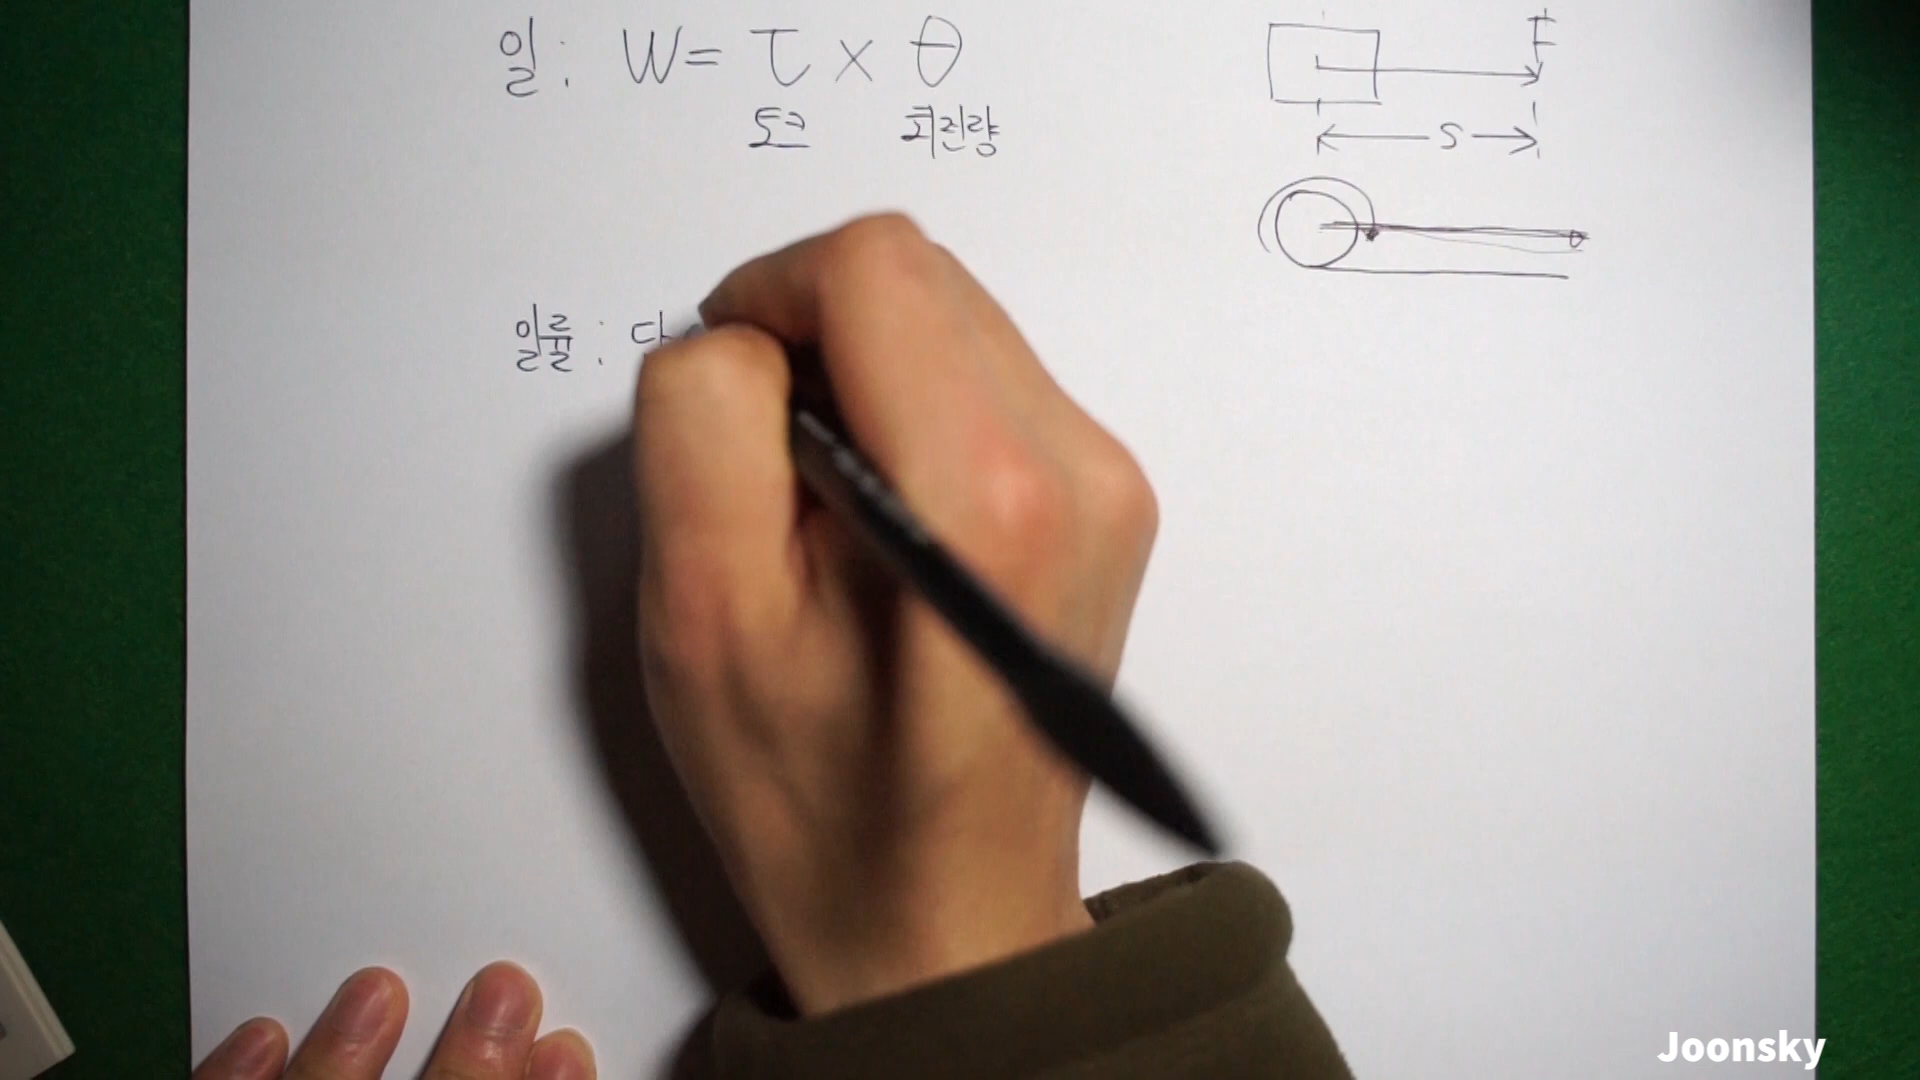 일: W = τ × θ
토크 회전량
F
S
일률 : 다
Joonsky